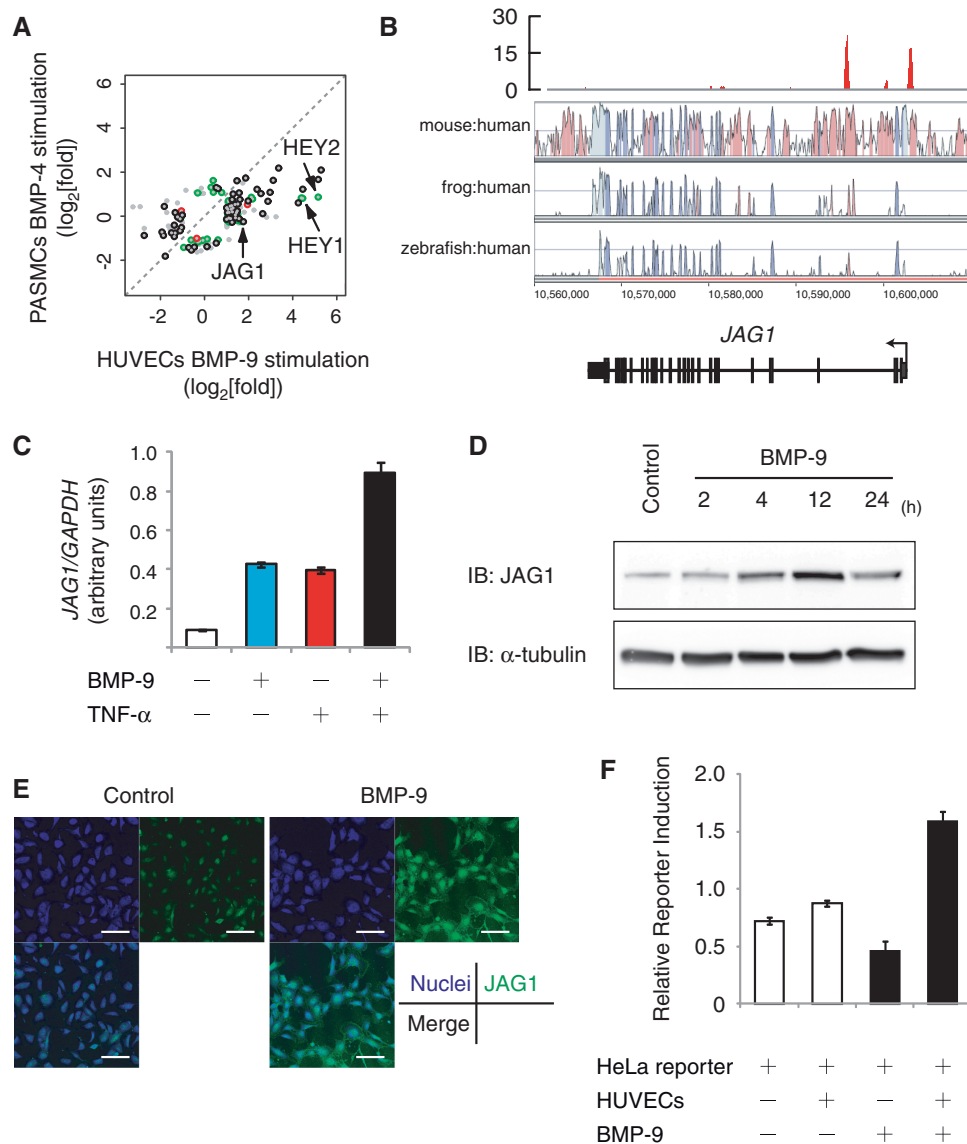 A
PASMCs BMP-4 stimulation
(log2[fold])
6
4
2
0
-2
HEY2
HEY1
JAG1
-2 0 2 4 6
HUVECs BMP-9 stimulation
(log2[fold])
B
30
15
0
mouse:human
frog:human
zebrafish:human
10,560,000 10,570,000 10,580,000 10,590,000 10,600,000
JAG1
C
JAG1/GAPDH
(arbitrary units)
1.0
0.8
0.6
0.4
0.2
BMP-9 − + − +
TNF-α − − + +
D
Control
BMP-9
2 4 12 24 (h)
IB: JAG1
IB: α-tubulin
E
Control BMP-9
Nuclei JAG1
Merge
F
Relative Reporter Induction
2.0
1.5
1.0
0.5
0
HeLa reporter + + + +
HUVECs − + − +
BMP-9 − − + +